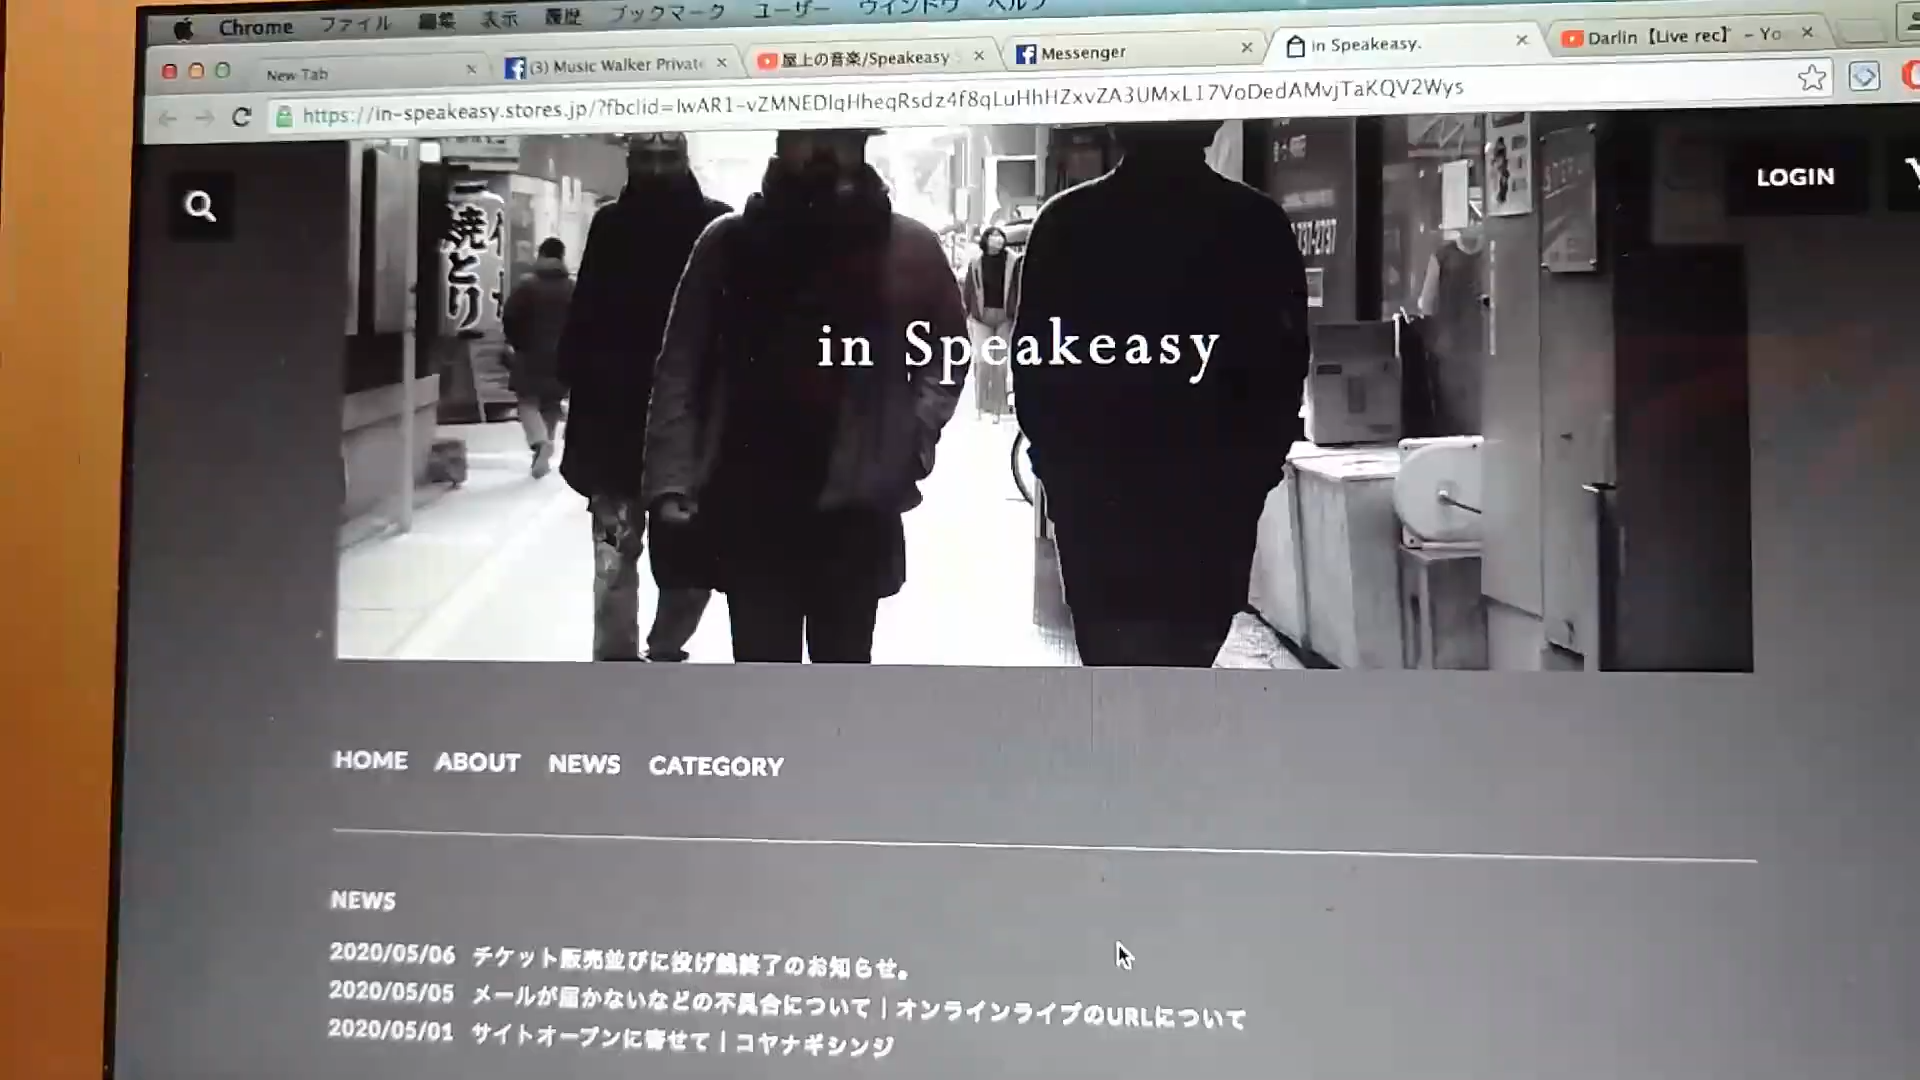 Chrome ファイル 編集 表示 履歴 ブックマーク ユーザー ウインドウ ヘルプ
New Tab
(3) Music Walker Private
屋上の音楽/Speakeasy
Messenger
in Speakeasy.
Darlin【Live rec】 - Yo
https://in-speakeasy.stores.jp/?fbclid=IwAR1-vZMNEDlqHheqRsdz4f8qLuHhHZxvZA3UMxL17VoDedAMvjTaKQV2Wys
LOGIN
焼とり
in Speakeasy
HOME ABOUT NEWS CATEGORY
NEWS
2020/05/06 チケット販売並びに投げ銭終了のお知らせ。
2020/05/05 メールが届かないなどの不具合について | オンラインライブのURLについて
2020/05/01 サイトオープンに寄せて | コヤナギシンジ